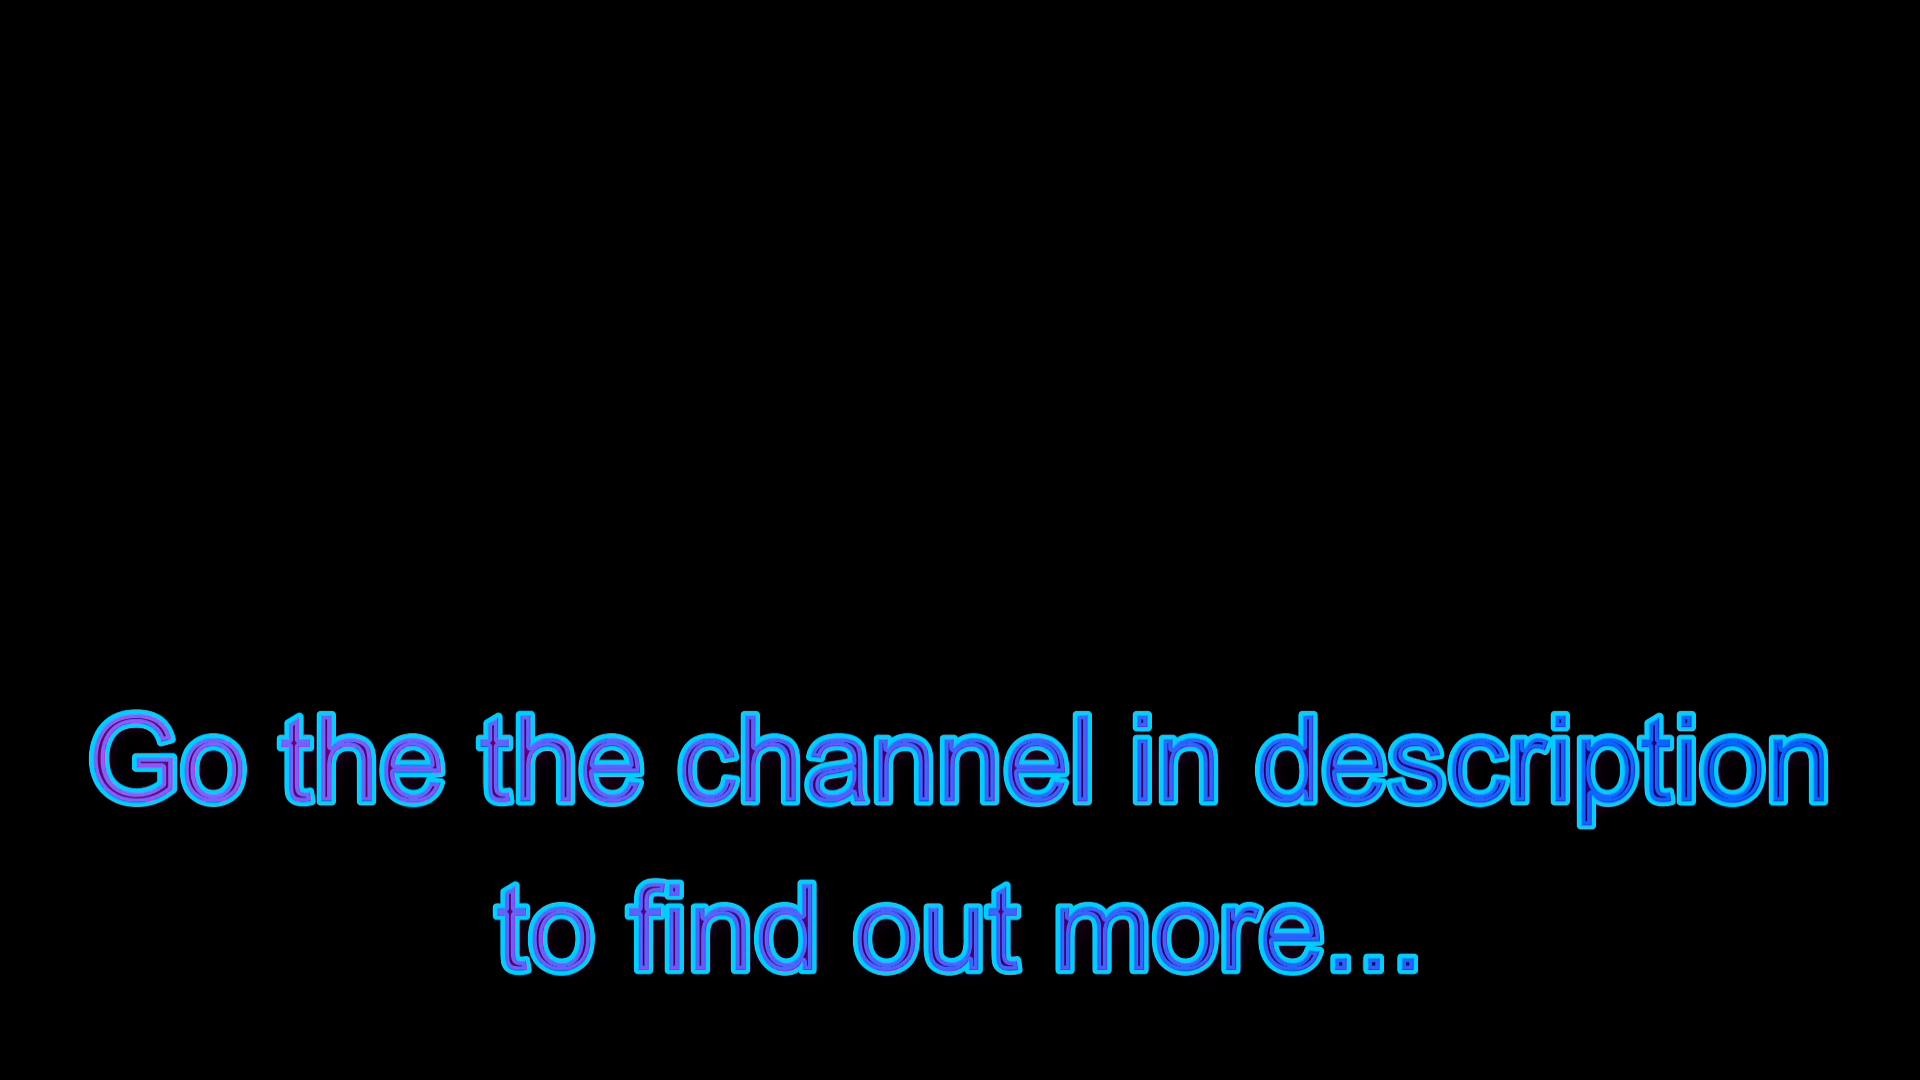 Go the the channel in description
to find out more...